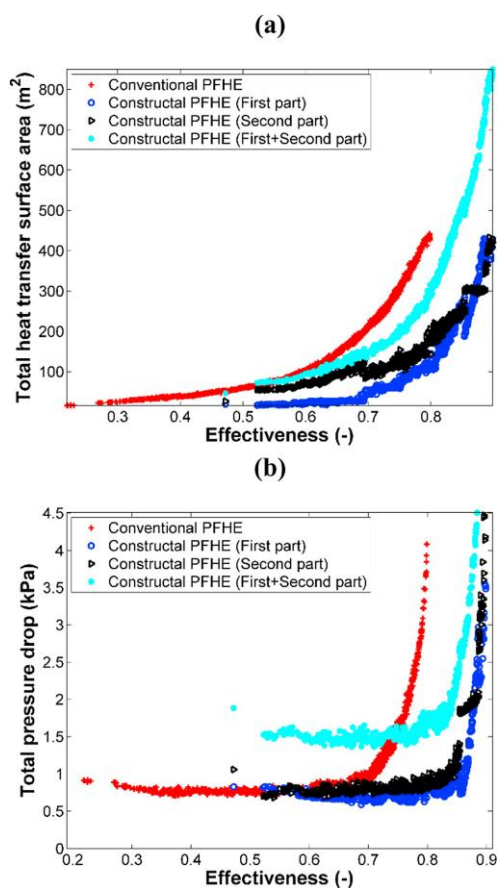 (a)
Total heat transfer surface area (m²)
800
700
600
500
400
300
200
100
Conventional PFHE
Constructal PFHE (First part)
Constructal PFHE (Second part)
Constructal PFHE (First+Second part)
0.3 0.4 0.5 0.6 0.7 0.8
Effectiveness (-)
(b)
Total pressure drop (kPa)
4.5
4
3.5
3
2.5
2
1.5
1
0.5
0
Conventional PFHE
Constructal PFHE (First part)
Constructal PFHE (Second part)
Constructal PFHE (First+Second part)
0.2 0.3 0.4 0.5 0.6 0.7 0.8 0.9
Effectiveness (-)